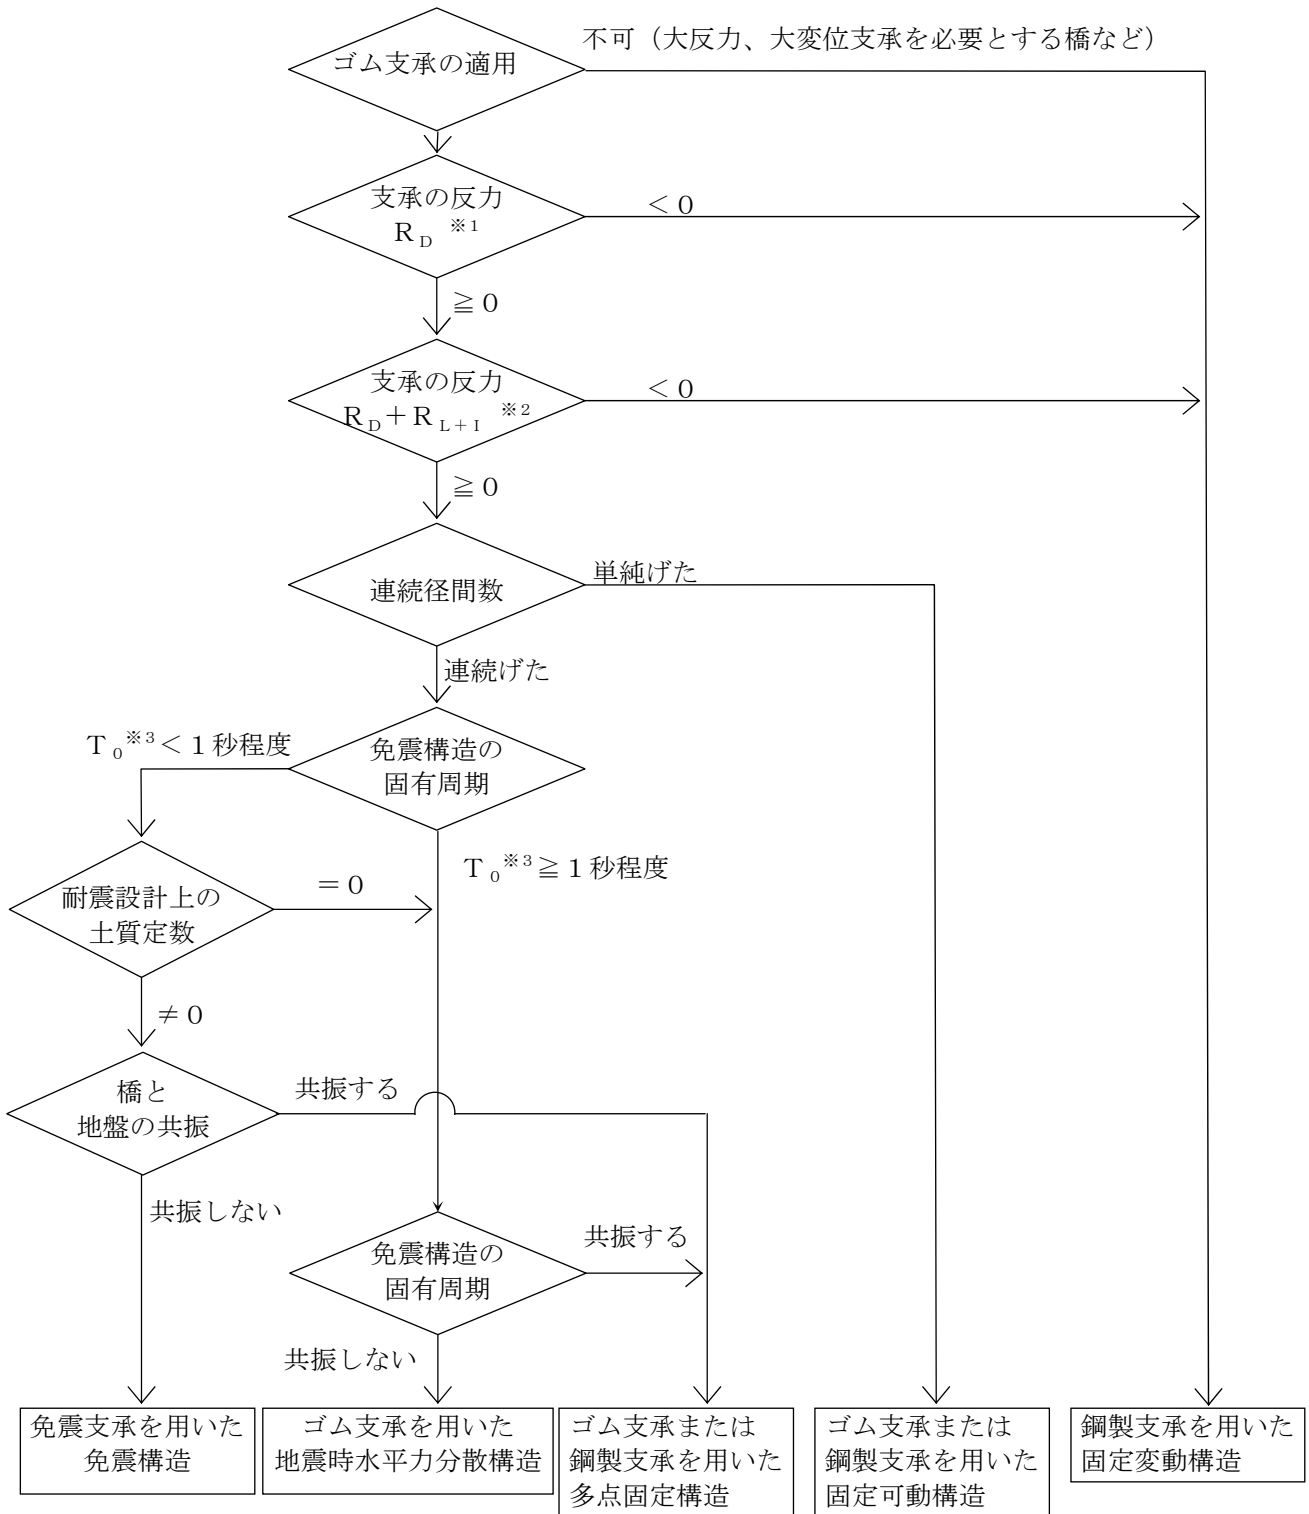 ゴム支承の適用
不可（大反力、大変位支承を必要とする橋など）
支承の反力
ＲD ※1
＜０
≧０
支承の反力
ＲD＋ＲL＋I ※2
＜０
≧０
連続径間数
単純げた
連続げた
免震構造の
固有周期
Ｔ0※3＜１秒程度
Ｔ0※3≧１秒程度
耐震設計上の
土質定数
＝０
≠０
橋と
地盤の共振
共振する
共振しない
免震構造の
固有周期
共振する
共振しない
免震支承を用いた
免震構造
ゴム支承を用いた
地震時水平力分散構造
ゴム支承または
鋼製支承を用いた
多点固定構造
ゴム支承または
鋼製支承を用いた
固定可動構造
鋼製支承を用いた
固定変動構造